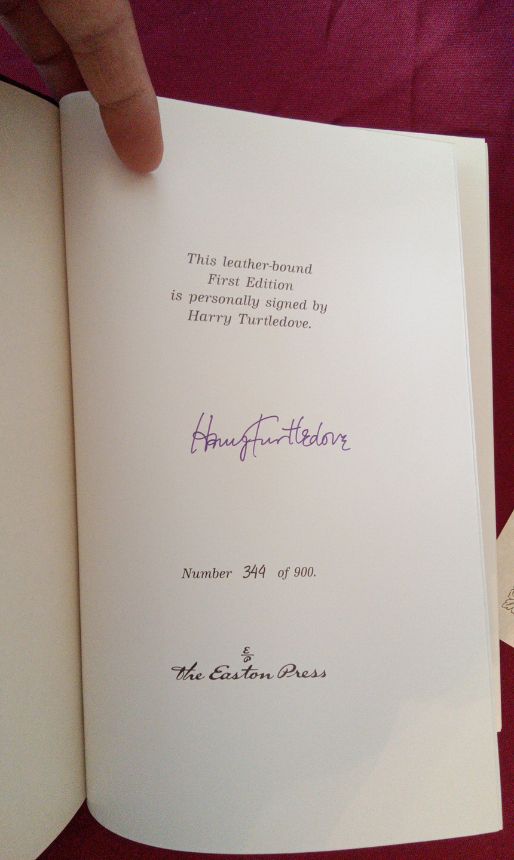 This leather-bound
First Edition
is personally signed by
Harry Turtledove.
Harry Turtledove
Number 344 of 900.
E
P
The Easton Press